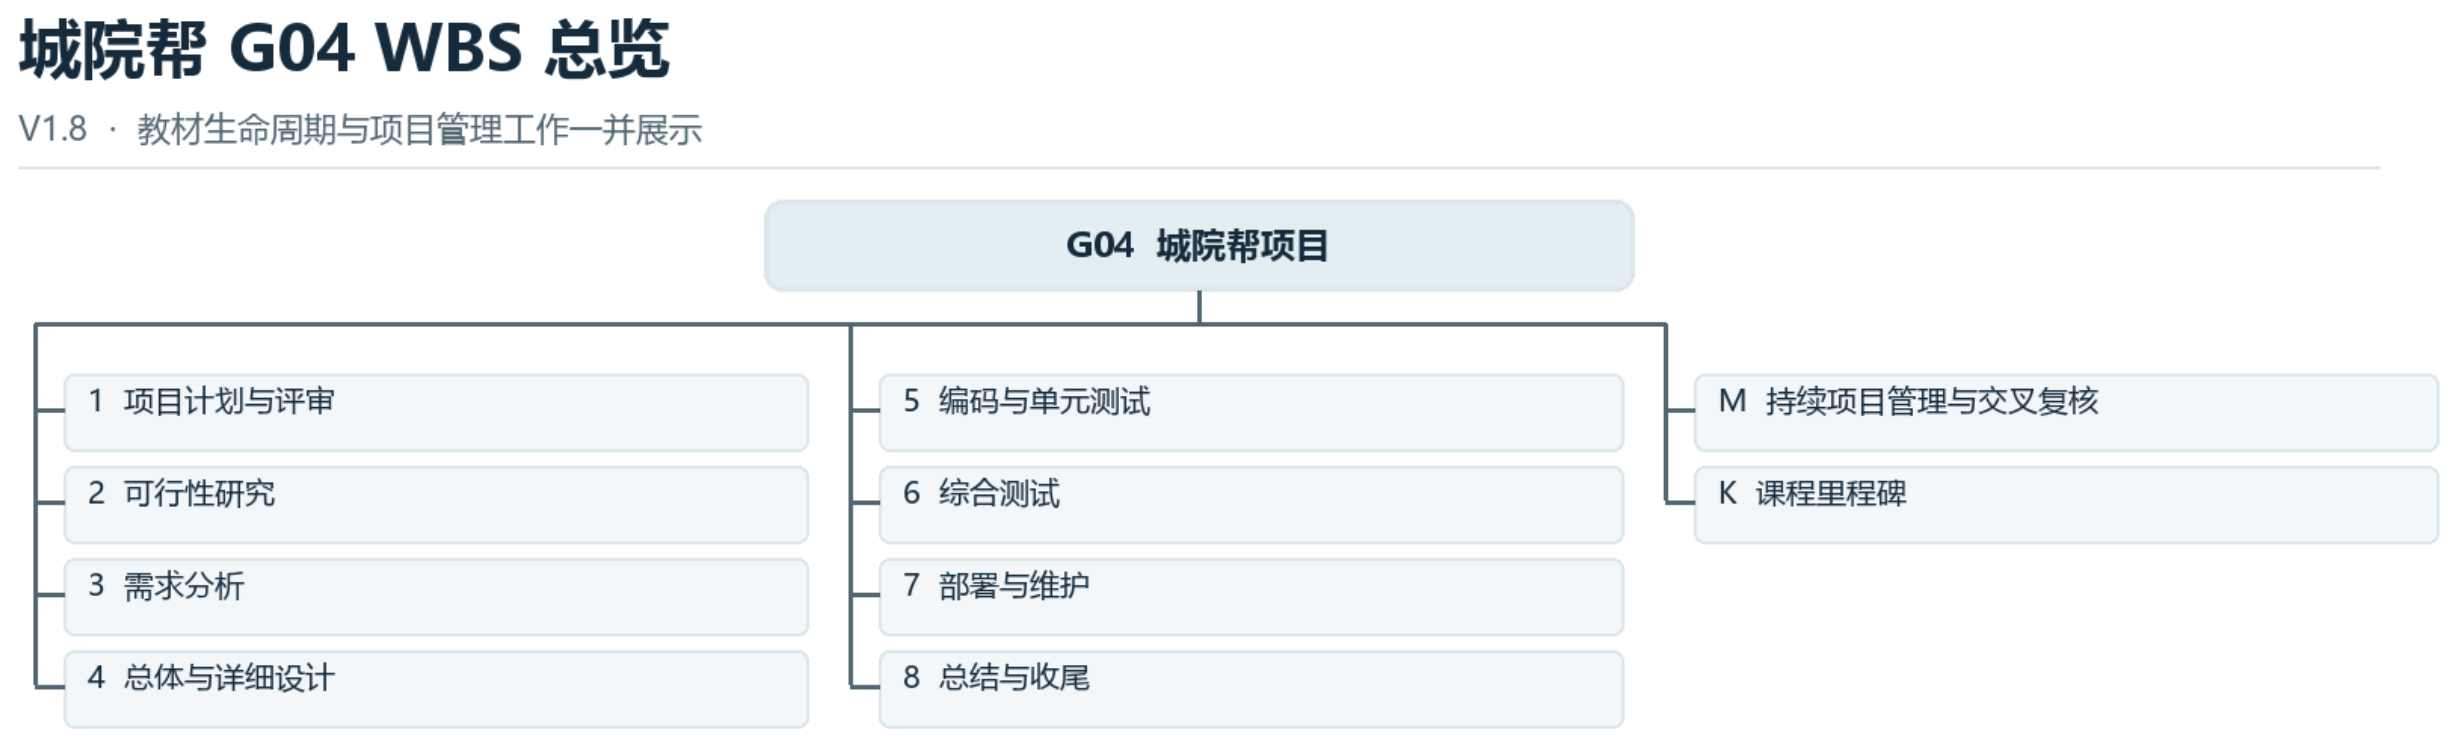 城院帮 G04 WBS 总览
V1.8 · 教材生命周期与项目管理工作一并展示
G04 城院帮项目
1 项目计划与评审
2 可行性研究
3 需求分析
4 总体与详细设计
5 编码与单元测试
6 综合测试
7 部署与维护
8 总结与收尾
M 持续项目管理与交叉复核
K 课程里程碑